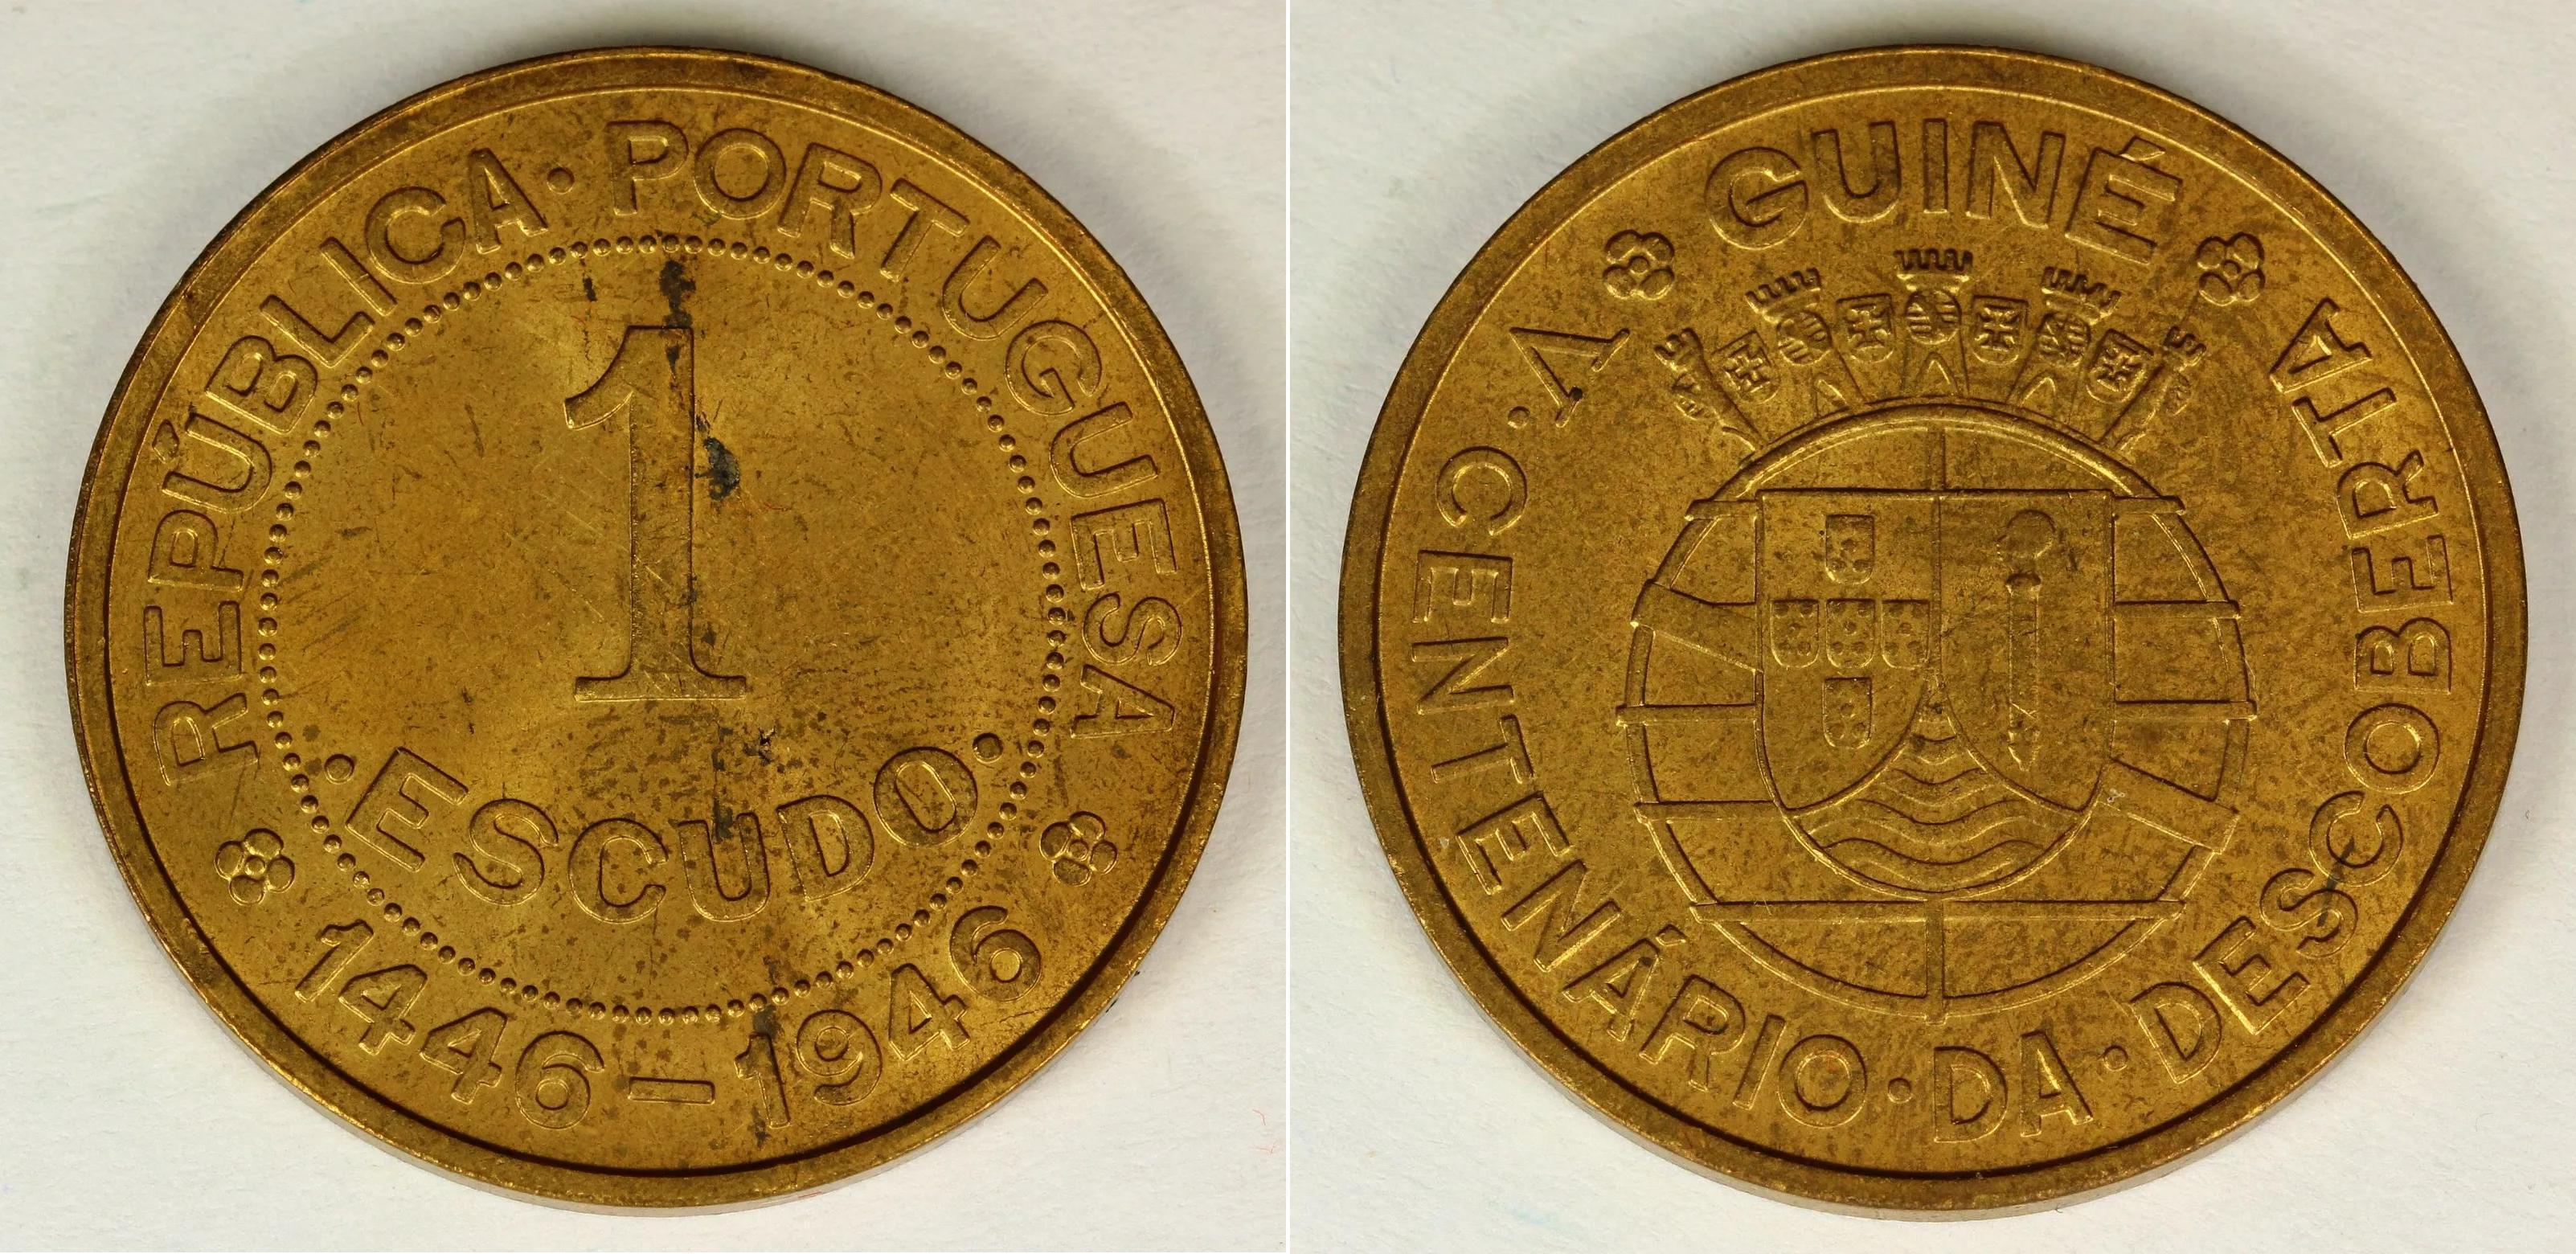 REPÚBLICA · PORTUGUESA
1
· ESCUDO ·
1446 – 1946
GUINÉ
V · CENTENÁRIO · DA · DESCOBERTA